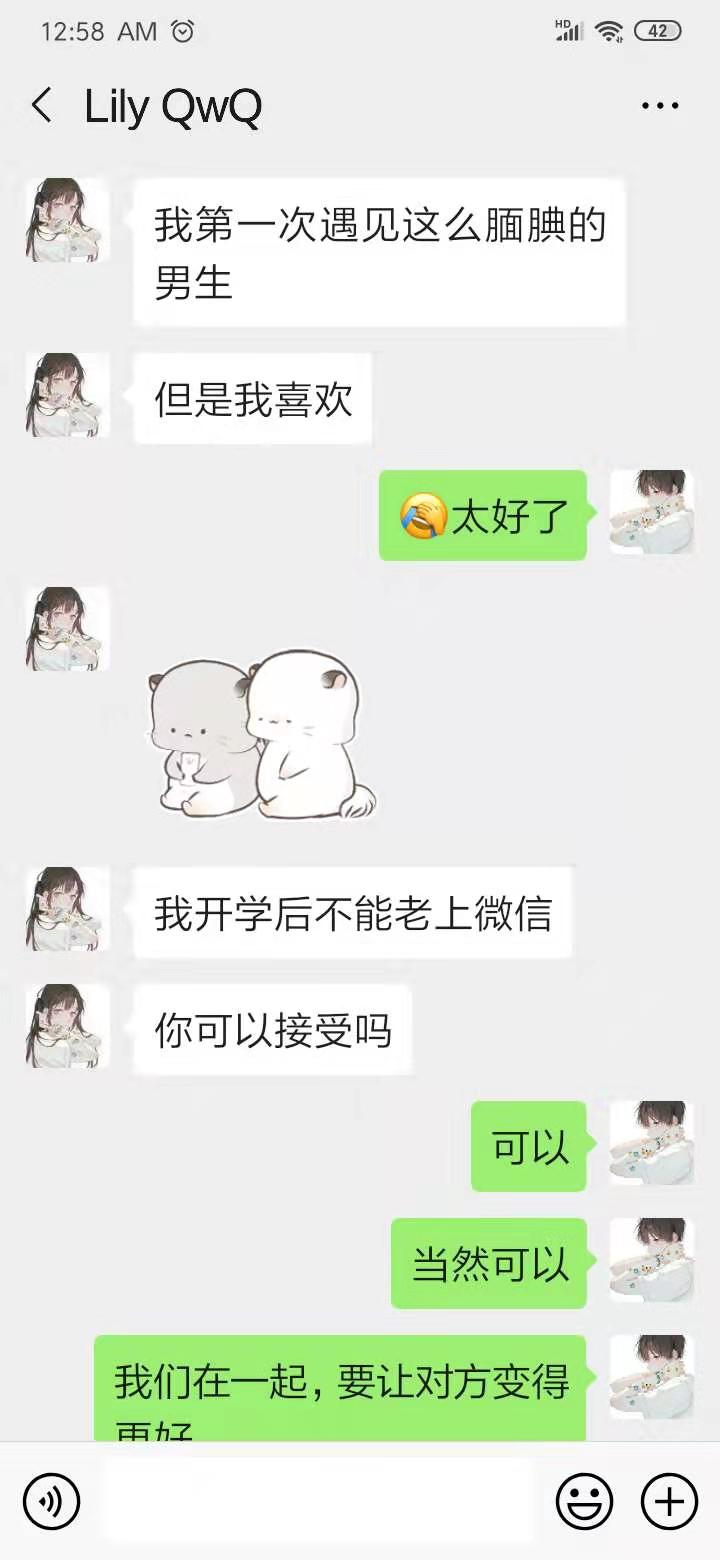 12:58 AM
HD
42
Lily QwQ
我第一次遇见这么腼腆的
男生
但是我喜欢
太好了
我开学后不能老上微信
你可以接受吗
可以
当然可以
我们在一起，要让对方变得
更好